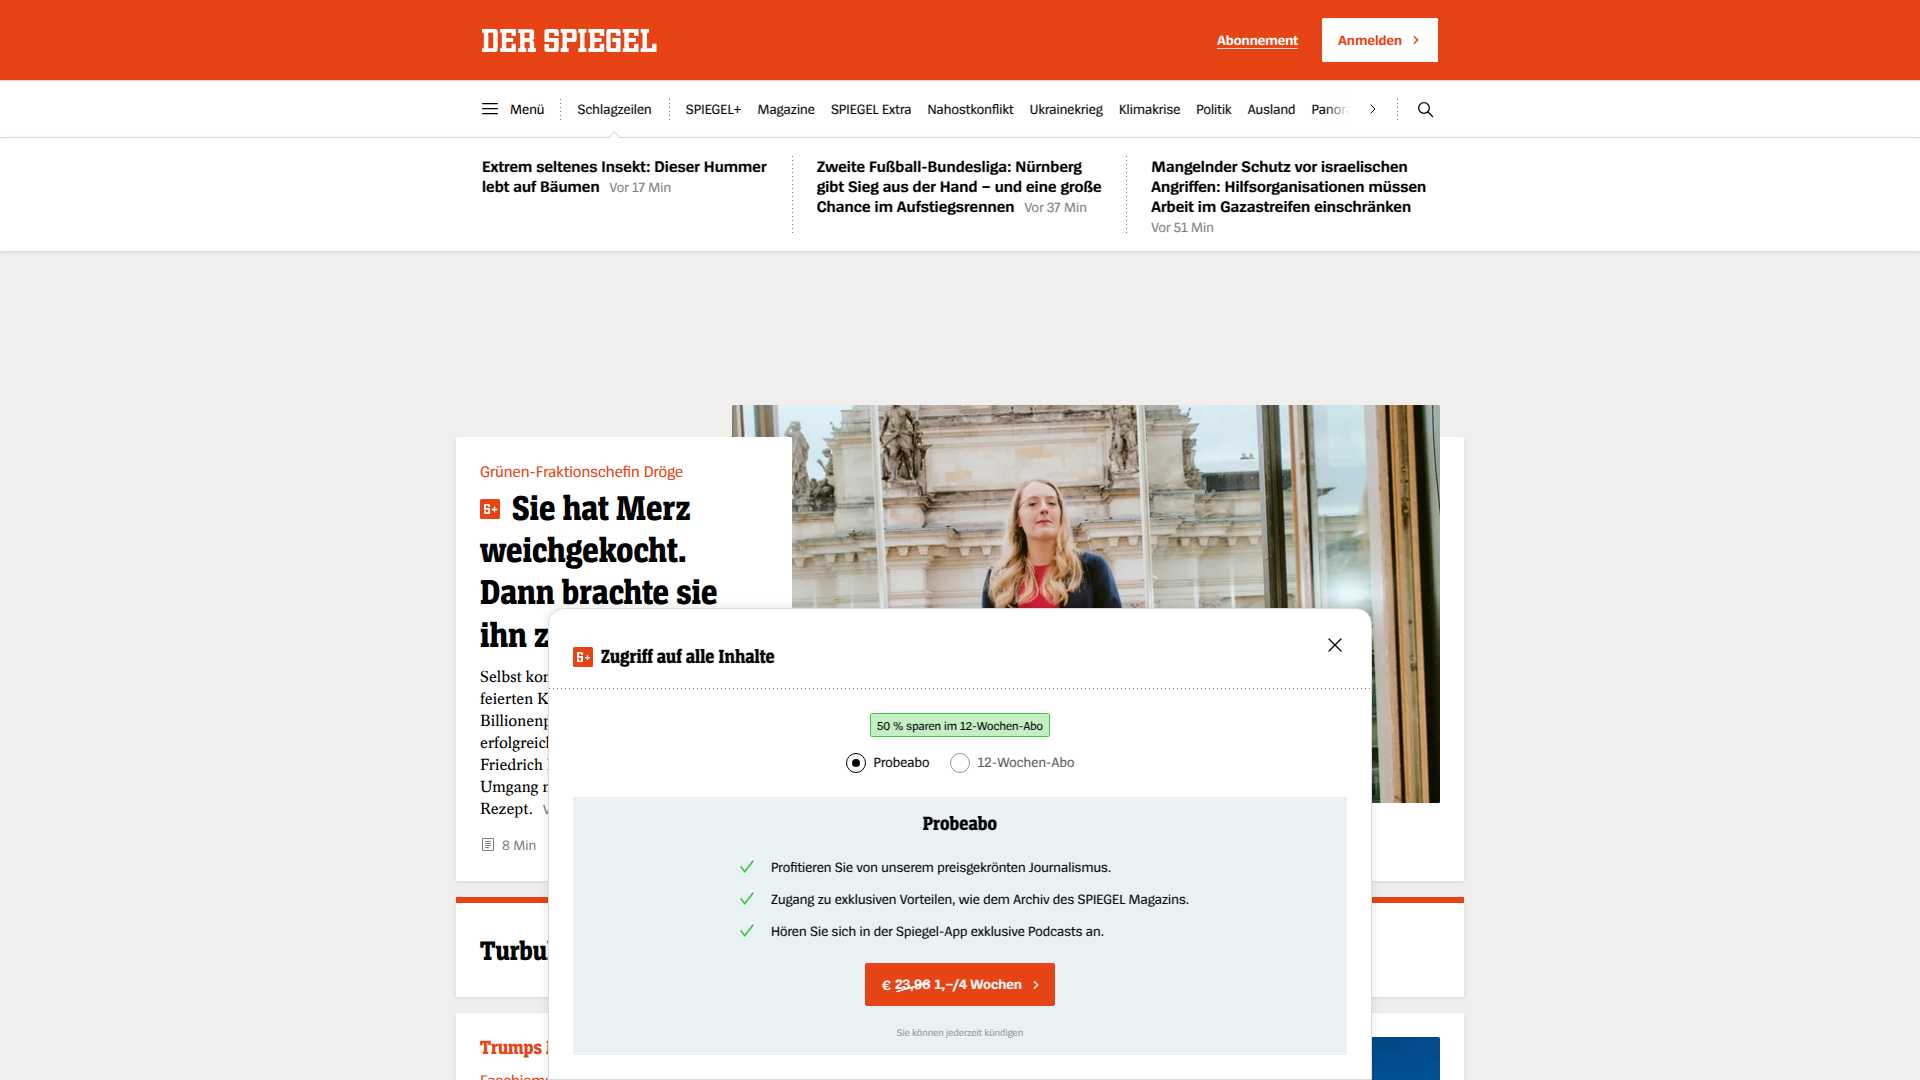 DER SPIEGEL
Abonnement
Anmelden
Menü
Schlagzeilen
SPIEGEL+
Magazine
SPIEGEL Extra
Nahostkonflikt
Ukrainekrieg
Klimakrise
Politik
Ausland
Extrem seltenes Insekt: Dieser Hummer
lebt auf Bäumen Vor 17 Min
Zweite Fußball-Bundesliga: Nürnberg
gibt Sieg aus der Hand – und eine große
Chance im Aufstiegsrennen Vor 37 Min
Mangelnder Schutz vor israelischen
Angriffen: Hilfsorganisationen müssen
Arbeit im Gazastreifen einschränken
Vor 51 Min
Grünen-Fraktionschefin Dröge
Sie hat Merz
weichgekocht.
Dann brachte sie
ihn
Selbst
feierten
erfolgreich
Friedrich
Umgang
Rezept.
8 Min
Zugriff auf alle Inhalte
50 % sparen im 12-Wochen-Abo
Probeabo
12-Wochen-Abo
Probeabo
Profitieren Sie von unserem preisgekrönten Journalismus.
Zugang zu exklusiven Vorteilen, wie dem Archiv des SPIEGEL Magazins.
Hören Sie sich in der Spiegel-App exklusive Podcasts an.
€ 23,96 1,–/4 Wochen
Sie können jederzeit kündigen
Trumps